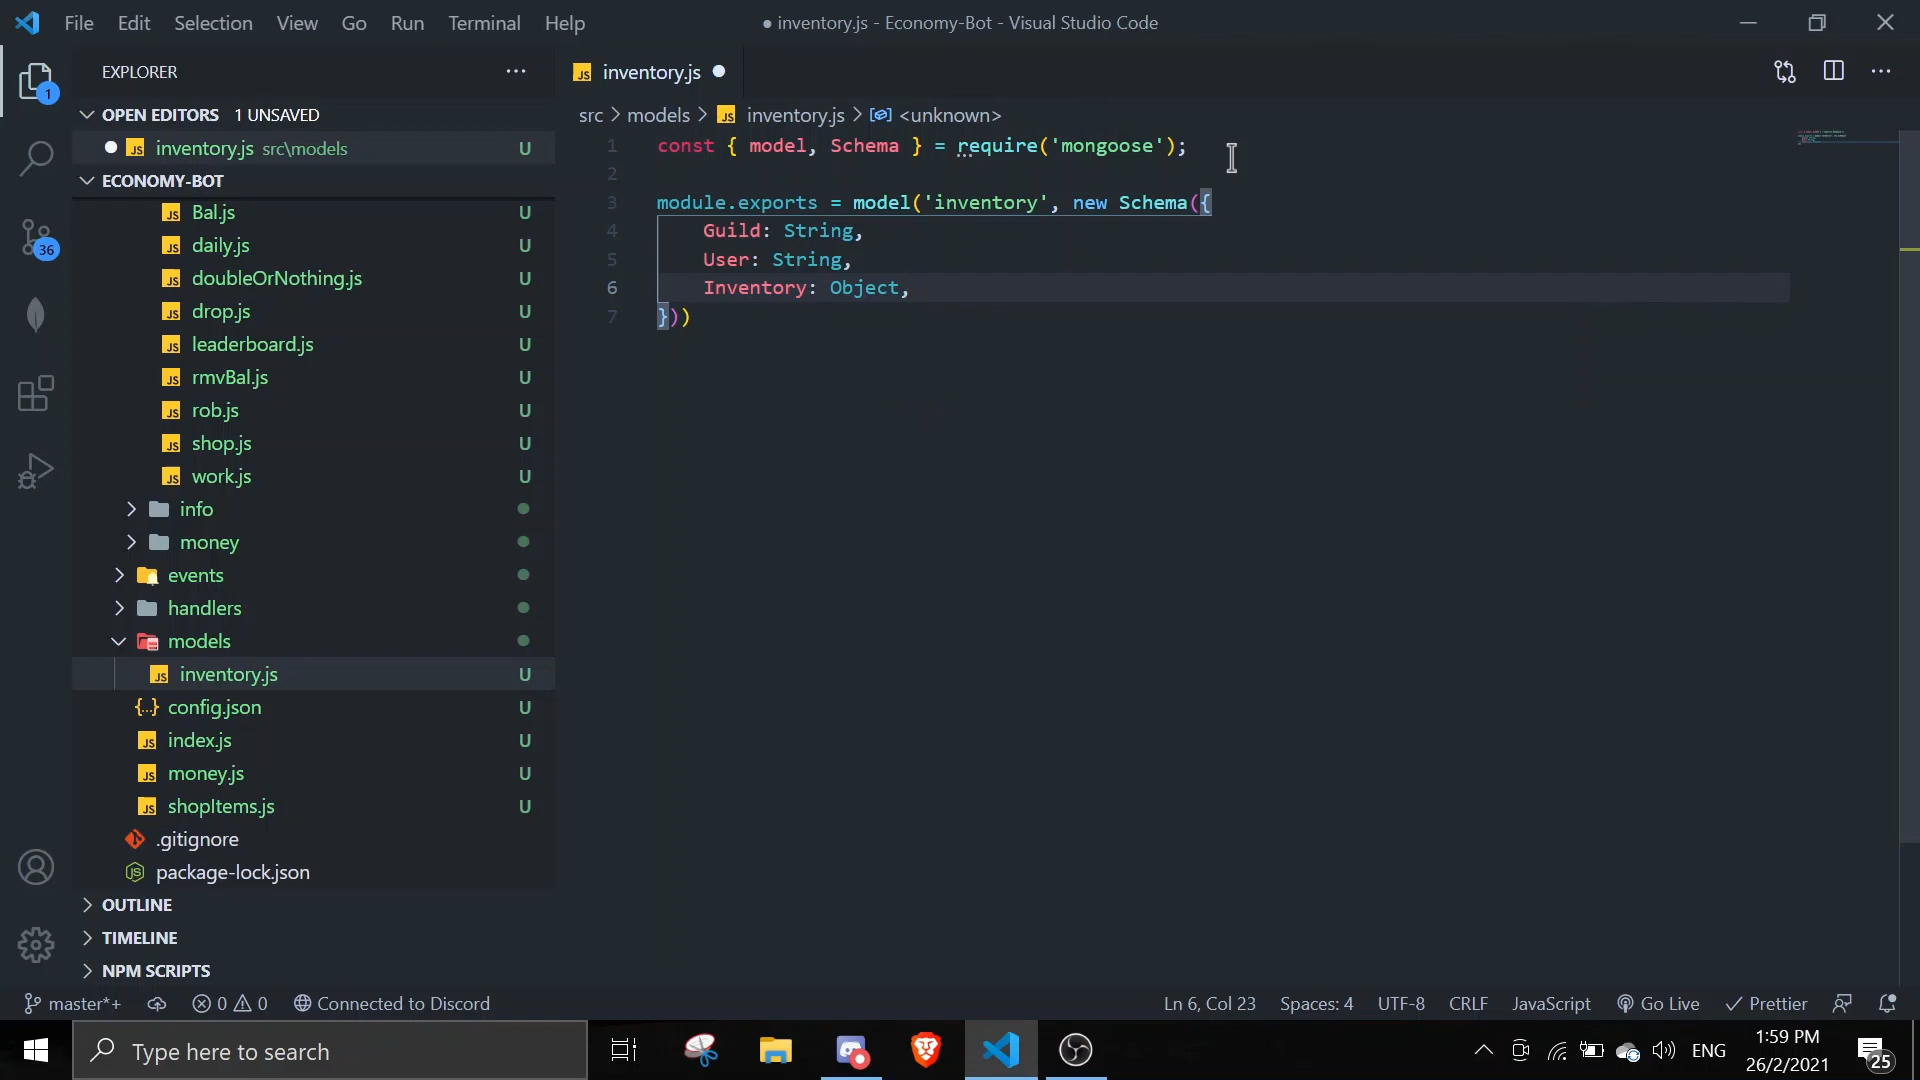 File Edit Selection View Go Run Terminal Help
● inventory.js - Economy-Bot - Visual Studio Code
EXPLORER
1
OPEN EDITORS 1 UNSAVED
inventory.js src\models U
ECONOMY-BOT
Bal.js U
daily.js U
36
doubleOrNothing.js U
drop.js U
leaderboard.js U
rmvBal.js U
rob.js U
shop.js U
work.js U
info
money
events
handlers
models
inventory.js U
config.json U
index.js U
money.js U
shopItems.js U
.gitignore
package-lock.json
OUTLINE
TIMELINE
NPM SCRIPTS
inventory.js
src > models > inventory.js > <unknown>
1 const { model, Schema } = require('mongoose');
2
3 module.exports = model('inventory', new Schema({
4 Guild: String,
5 User: String,
6 Inventory: Object,
7 }))
master*+ 0 0 Connected to Discord
Ln 6, Col 23 Spaces: 4 UTF-8 CRLF JavaScript Go Live Prettier
Type here to search
ENG
1:59 PM
26/2/2021
25